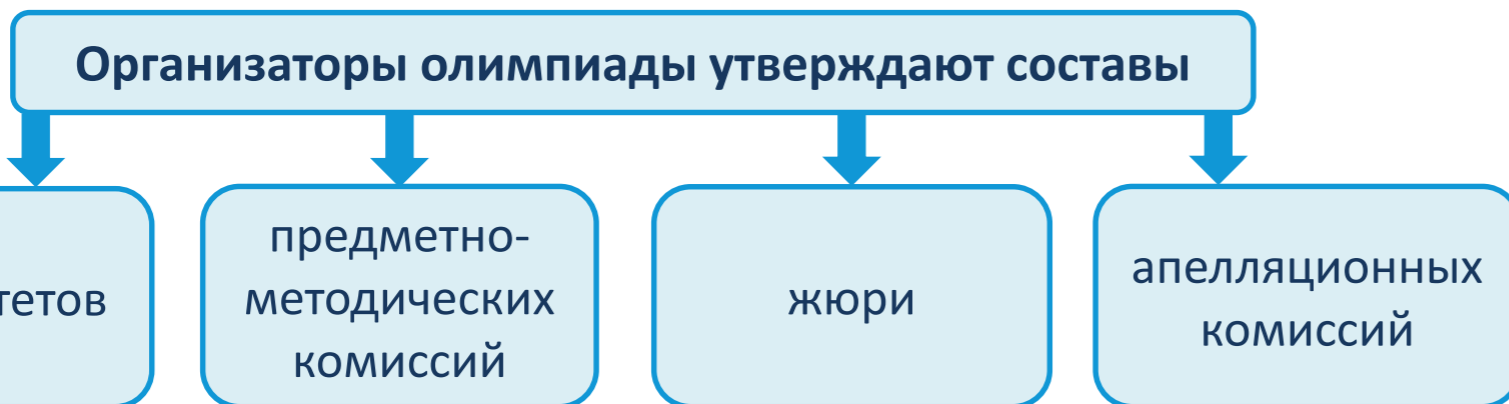 Организаторы олимпиады утверждают составы
тетов
предметно-
методических
комиссий
жюри
апелляционных
комиссий